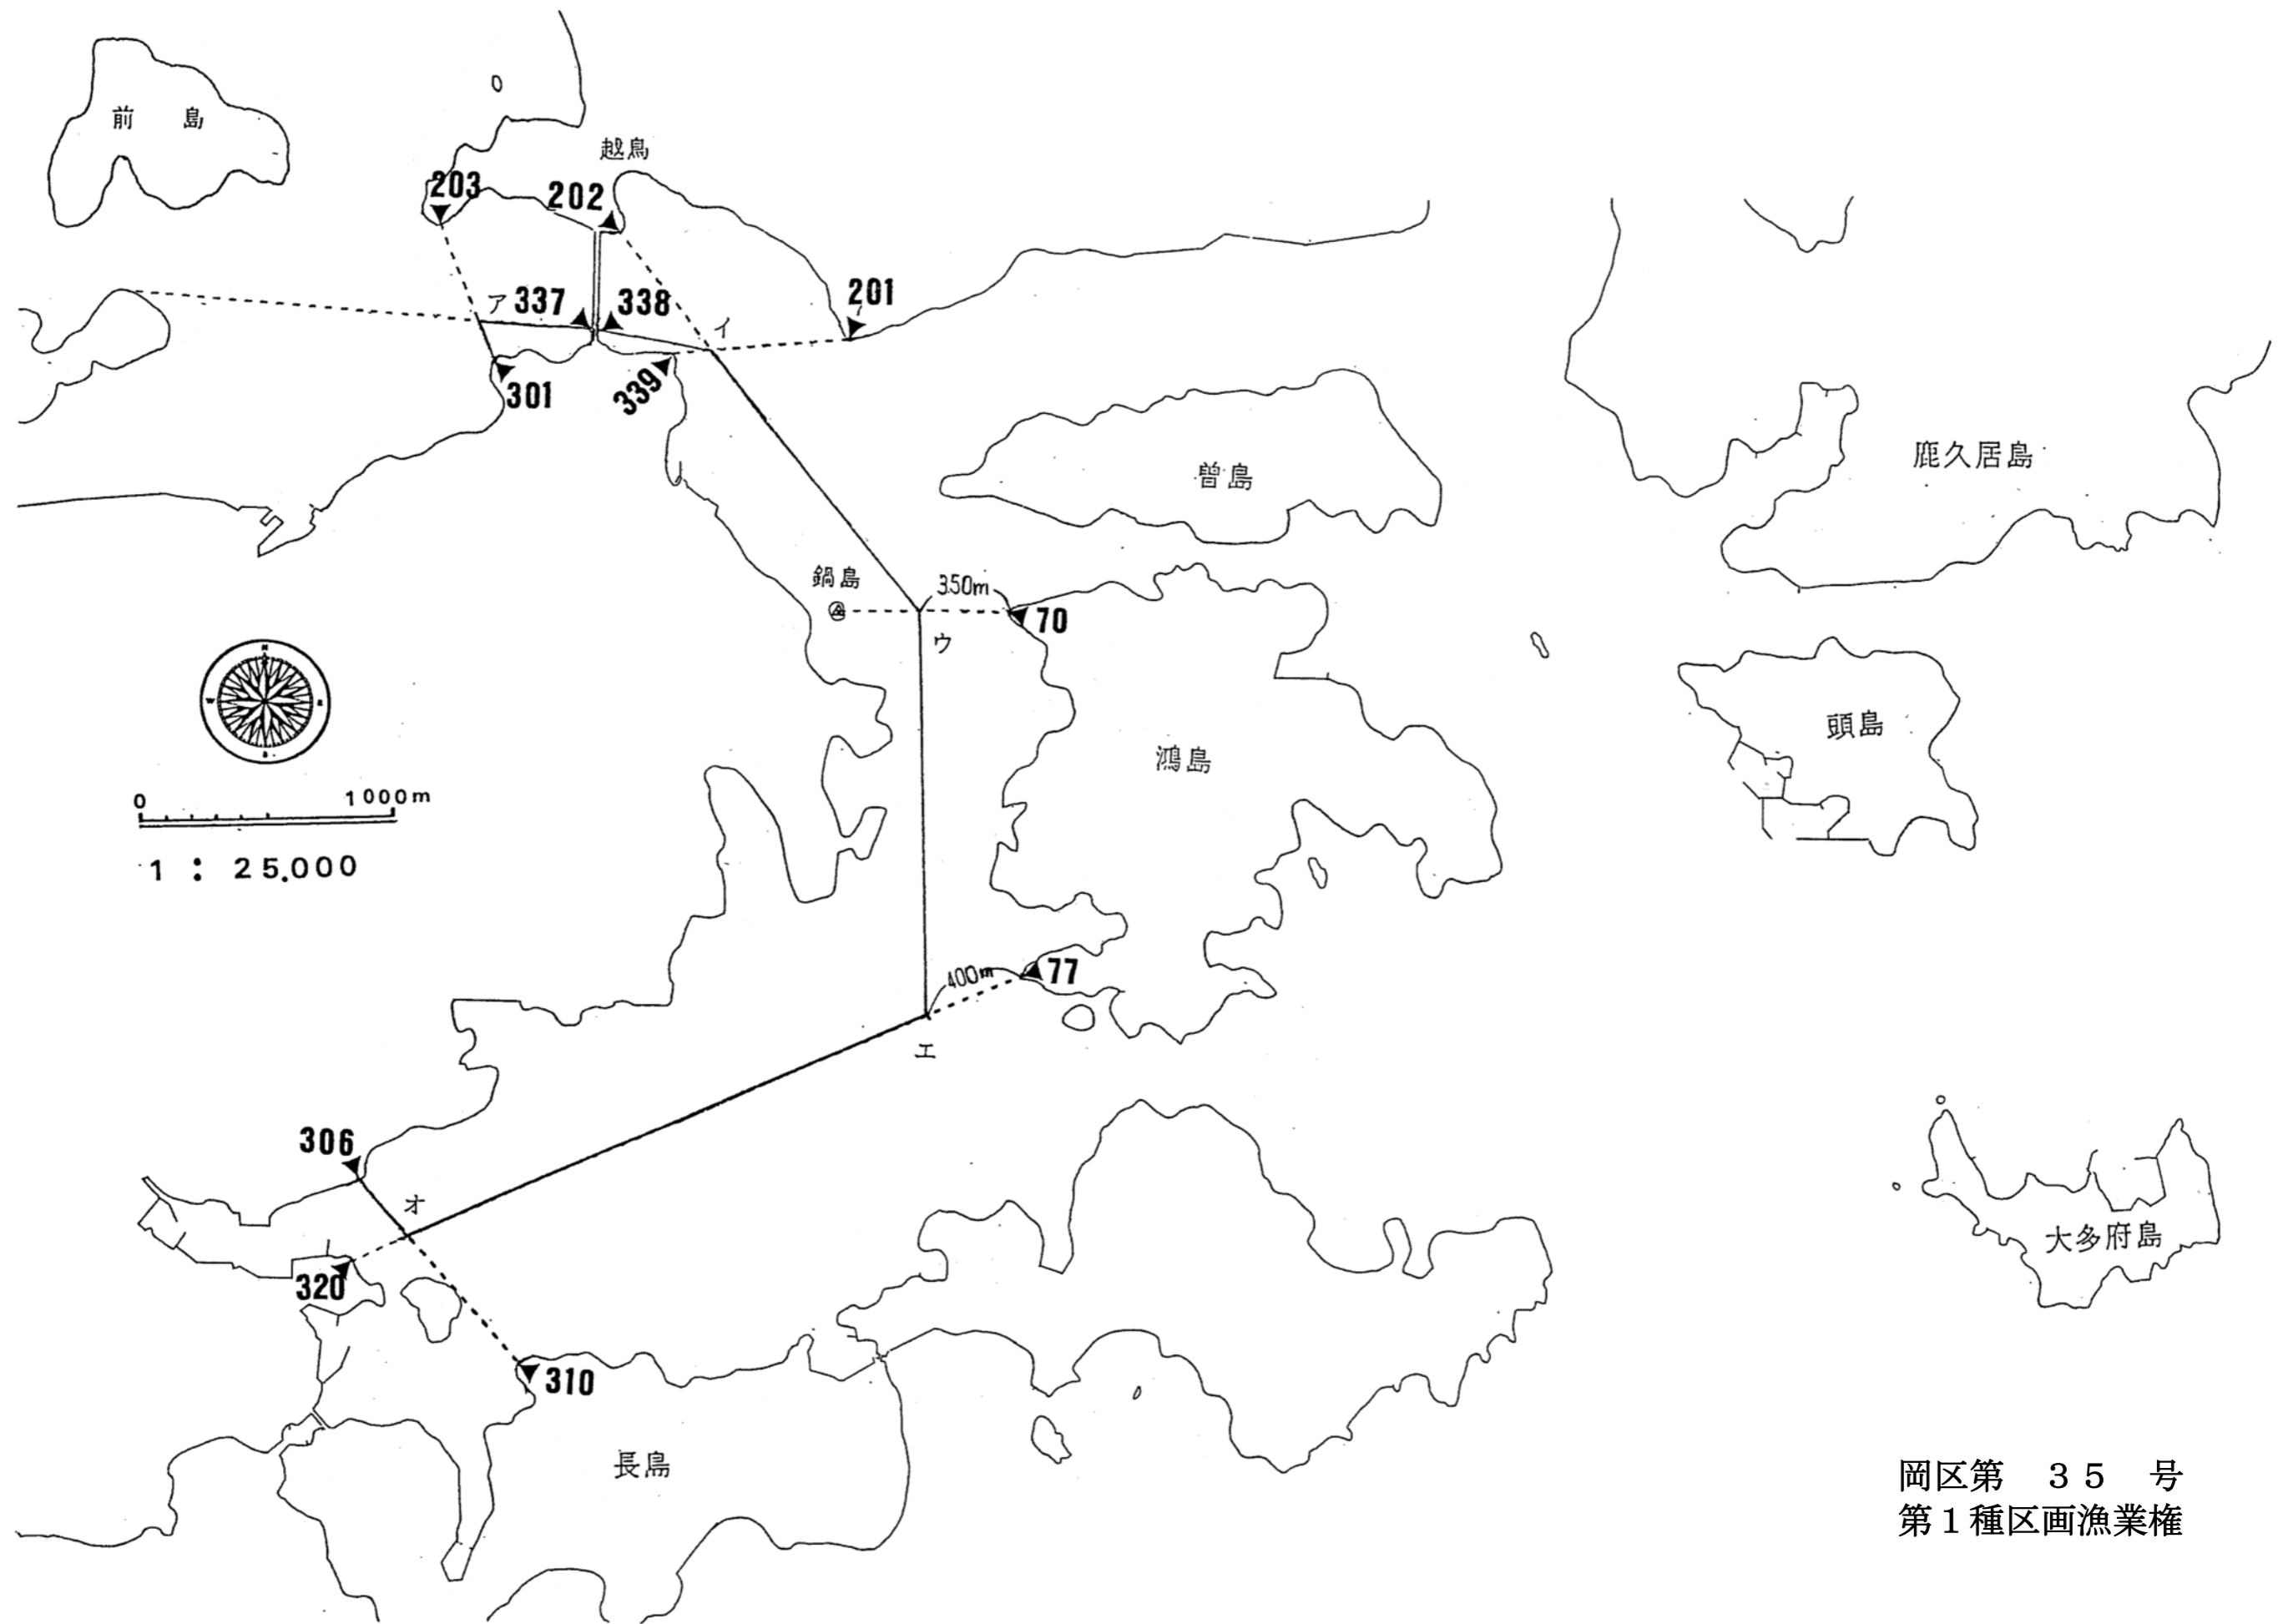 前 島
越鳥
203
202
201
ア
337
338
イ
339
301
曽島
鹿久居島
鍋島
350m
70
ウ
N
W
E
S
0 1000m
1 : 25.000
鴻島
頭島
400m
77
エ
306
オ
320
310
大多府島
長島
岡区第 35 号
第1種区画漁業権